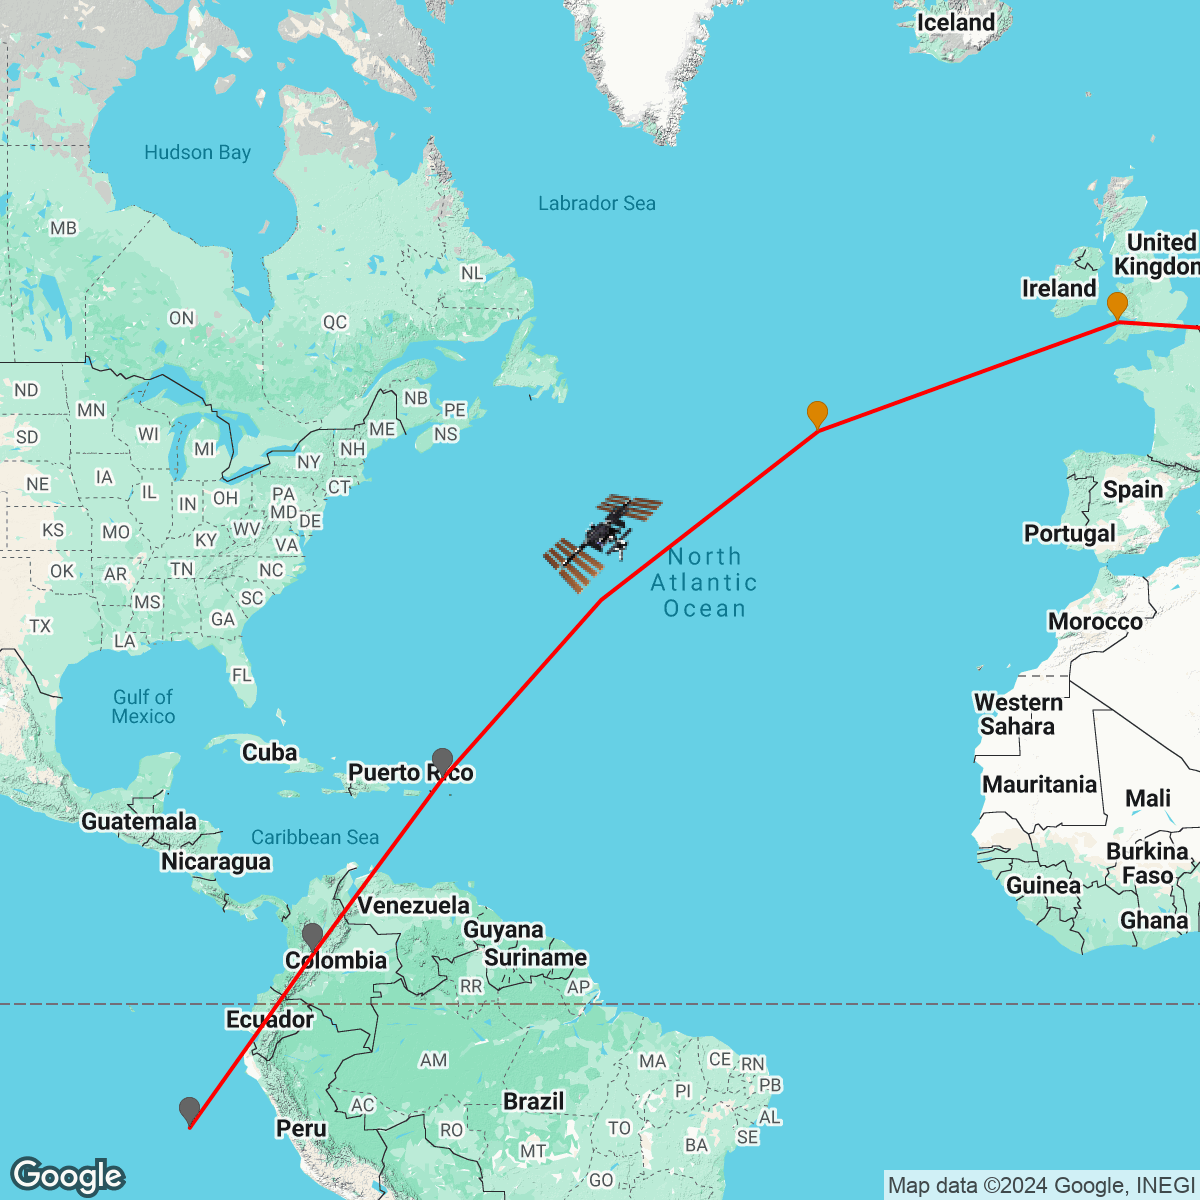 Iceland
Hudson Bay
Labrador Sea
MB
United
Kingdom
NL
Ireland
ON
QC
ND
MN
NB
PE
ME
NS
SD
WI
MI
NH
NY
NE
IA
IL
IN
OH
PA
CT
Spain
MD
DE
KS
MO
WV
KY
VA
Portugal
North
Atlantic
Ocean
OK
AR
TN
NC
MS
SC
GA
TX
LA
Morocco
FL
Gulf of
Mexico
Western
Sahara
Cuba
Puerto Rico
Mauritania
Mali
Guatemala
Caribbean Sea
Nicaragua
Burkina
Faso
Guinea
Venezuela
Guyana
Ghana
Suriname
Colombia
RR
AP
Ecuador
AM
MA
CE
RN
PI
PB
AC
Brazil
AL
Peru
RO
TO
SE
MT
BA
GO
Google
Map data ©2024 Google, INEGI